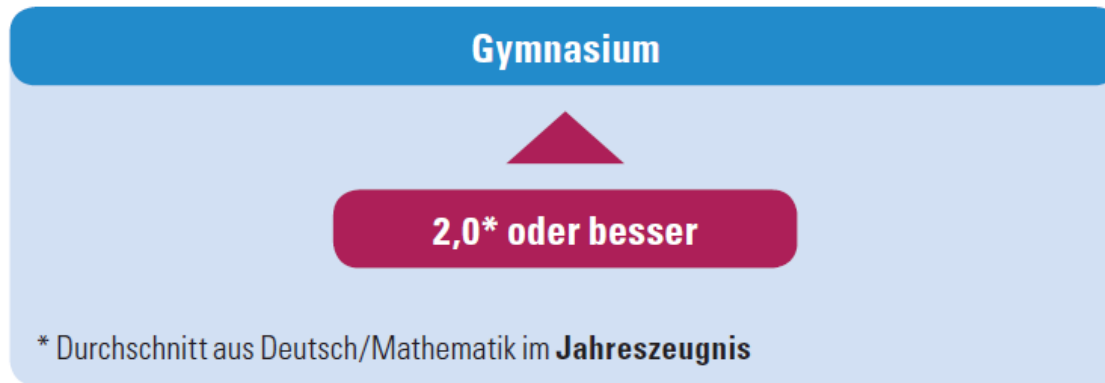 Gymnasium
2,0* oder besser
* Durchschnitt aus Deutsch/Mathematik im Jahreszeugnis